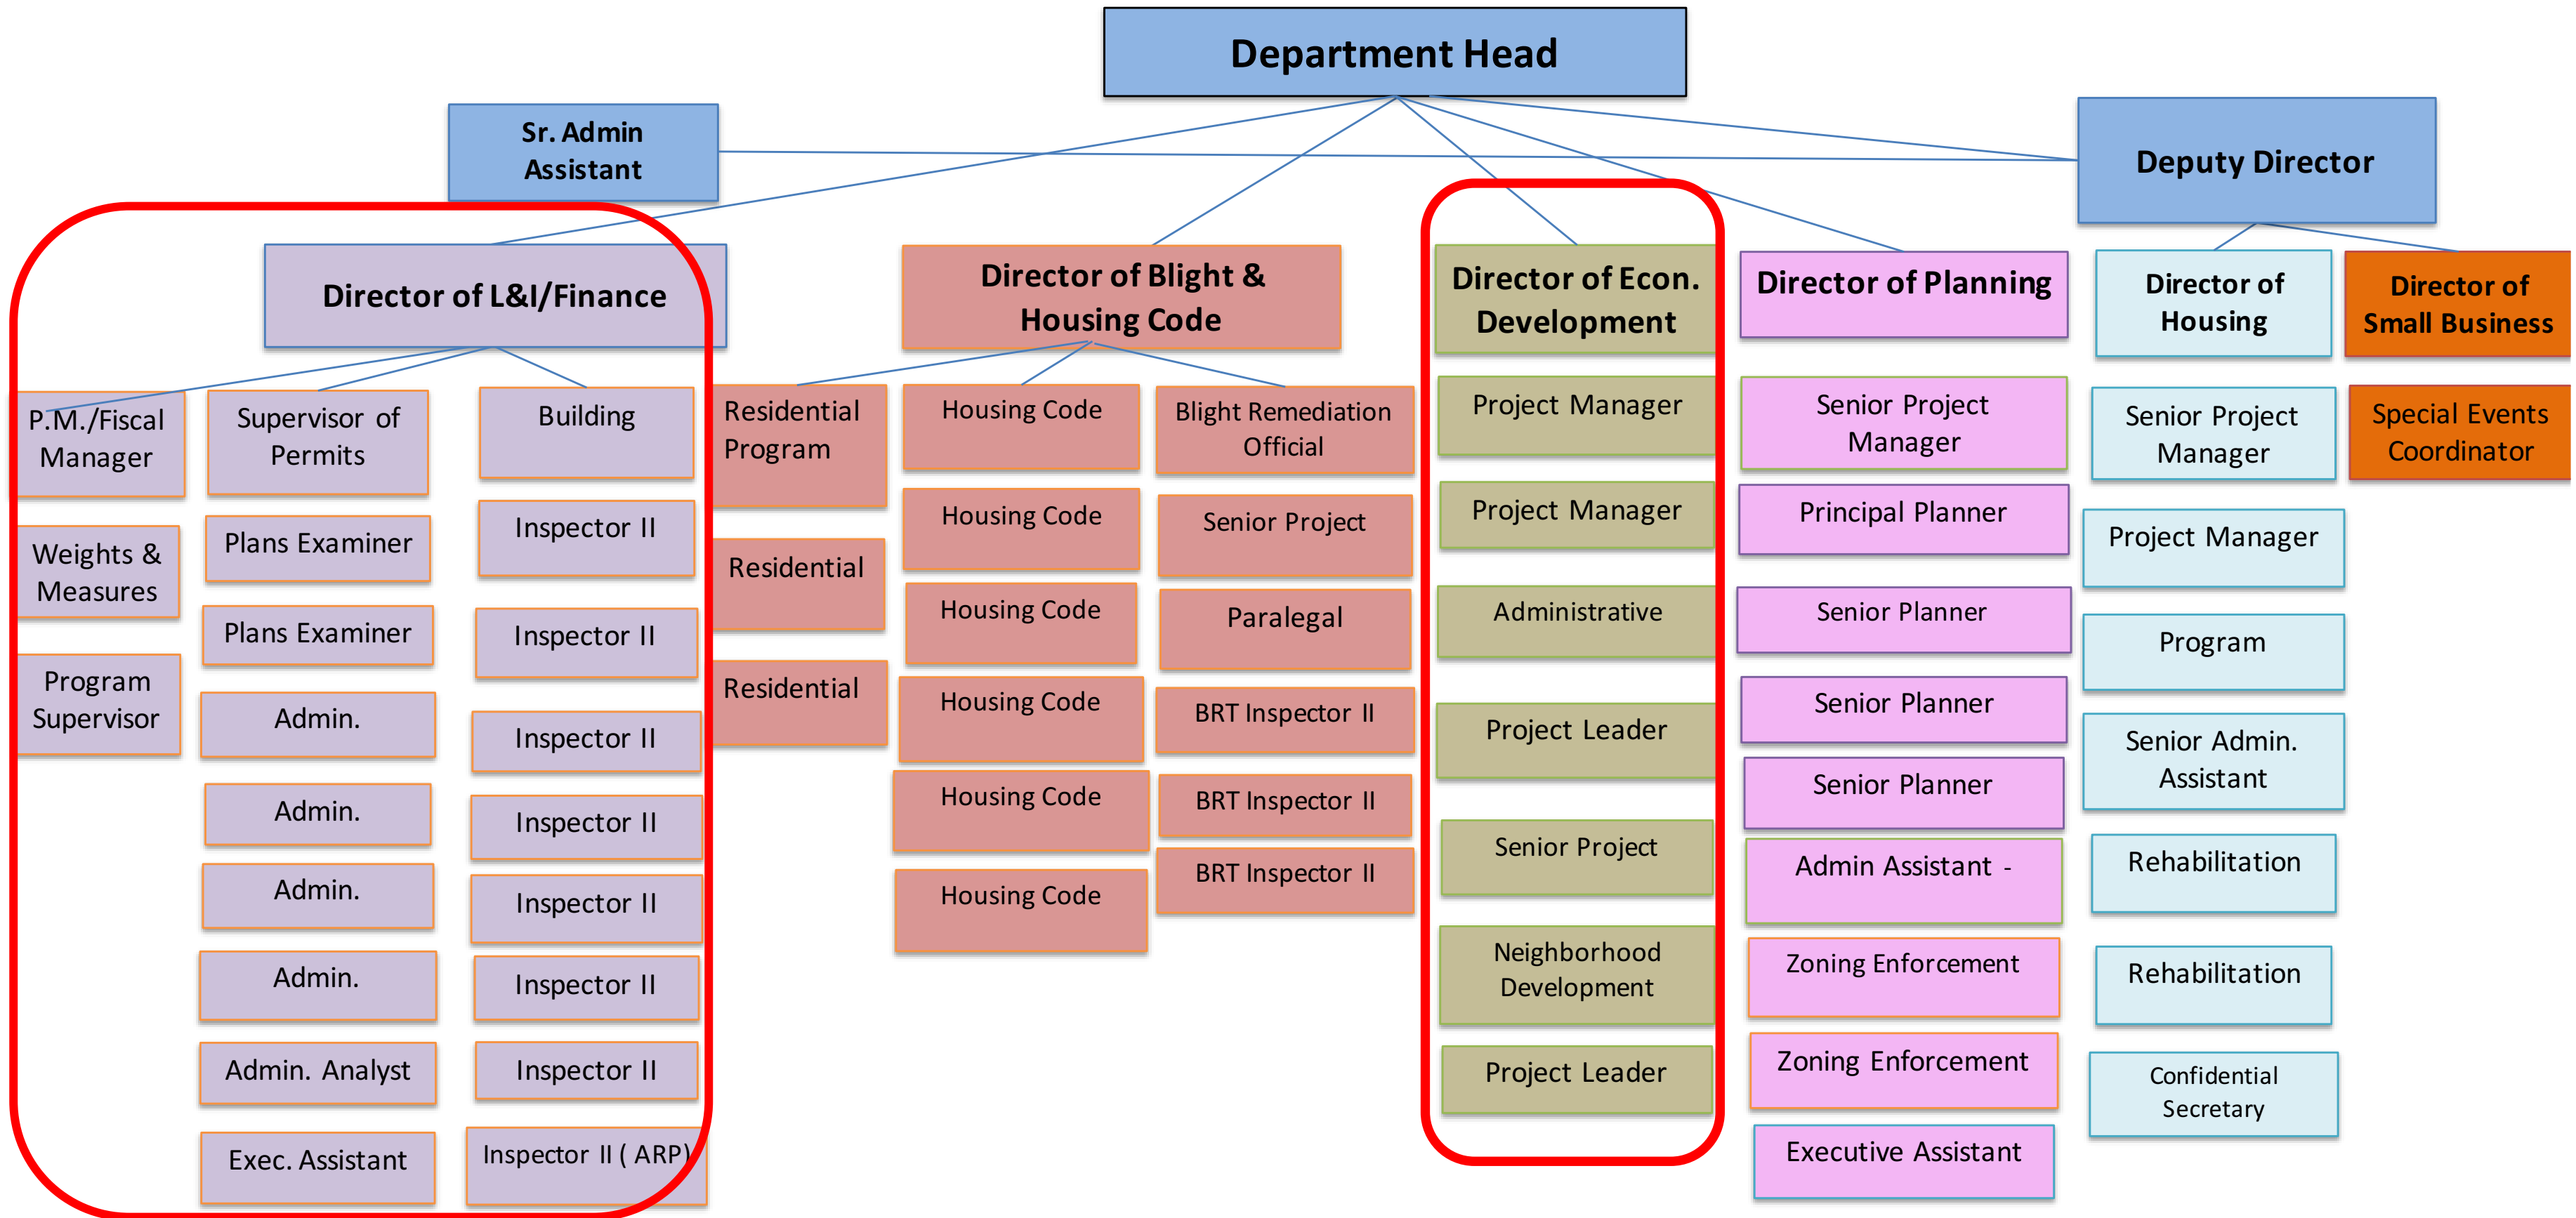 Department Head
Sr. Admin
Assistant
Deputy Director
Director of L&I/Finance
P.M./Fiscal
Manager
Weights &
Measures
Program
Supervisor
Supervisor of
Permits
Plans Examiner
Plans Examiner
Admin.
Admin.
Admin.
Admin.
Admin. Analyst
Exec. Assistant
Building
Inspector II
Inspector II
Inspector II
Inspector II
Inspector II
Inspector II
Inspector II
Inspector II ( ARP)
Director of Blight &
Housing Code
Residential
Program
Residential
Residential
Housing Code
Housing Code
Housing Code
Housing Code
Housing Code
Housing Code
Blight Remediation
Official
Senior Project
Paralegal
BRT Inspector II
BRT Inspector II
BRT Inspector II
Director of Econ.
Development
Project Manager
Project Manager
Administrative
Project Leader
Senior Project
Neighborhood
Development
Project Leader
Director of Planning
Senior Project
Manager
Principal Planner
Senior Planner
Senior Planner
Senior Planner
Admin Assistant -
Zoning Enforcement
Zoning Enforcement
Executive Assistant
Director of
Housing
Senior Project
Manager
Project Manager
Program
Senior Admin.
Assistant
Rehabilitation
Rehabilitation
Confidential
Secretary
Director of
Small Business
Special Events
Coordinator